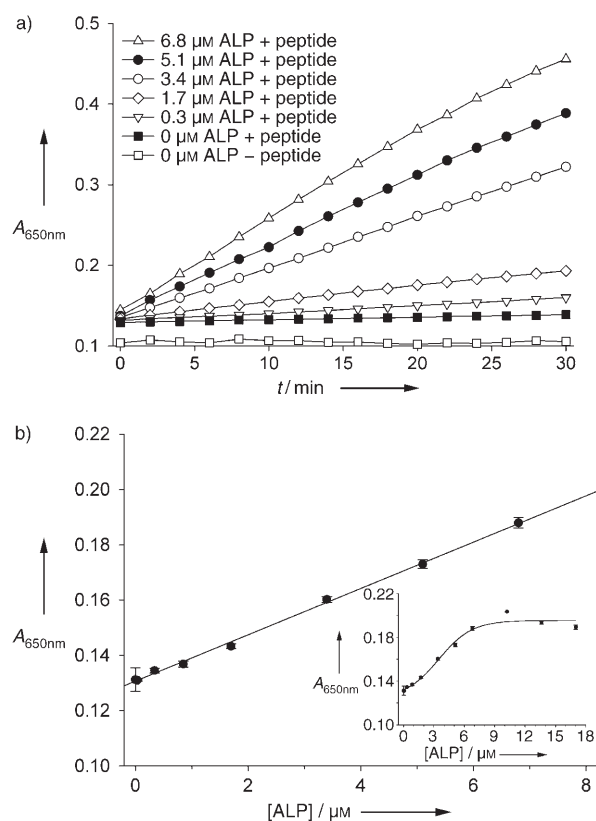 a)
0.5
0.4
0.3
0.2
0.1
A650nm
6.8 µM ALP + peptide
5.1 µM ALP + peptide
3.4 µM ALP + peptide
1.7 µM ALP + peptide
0.3 µM ALP + peptide
0 µM ALP + peptide
0 µM ALP − peptide
0 5 10 15 20 25 30
t / min
b)
0.22
0.20
0.18
0.16
0.14
0.12
0.10
A650nm
0.22
0.19
0.16
0.13
0.10
A650nm
0 3 6 9 12 15 18
[ALP] / µM
0 2 4 6 8
[ALP] / µM